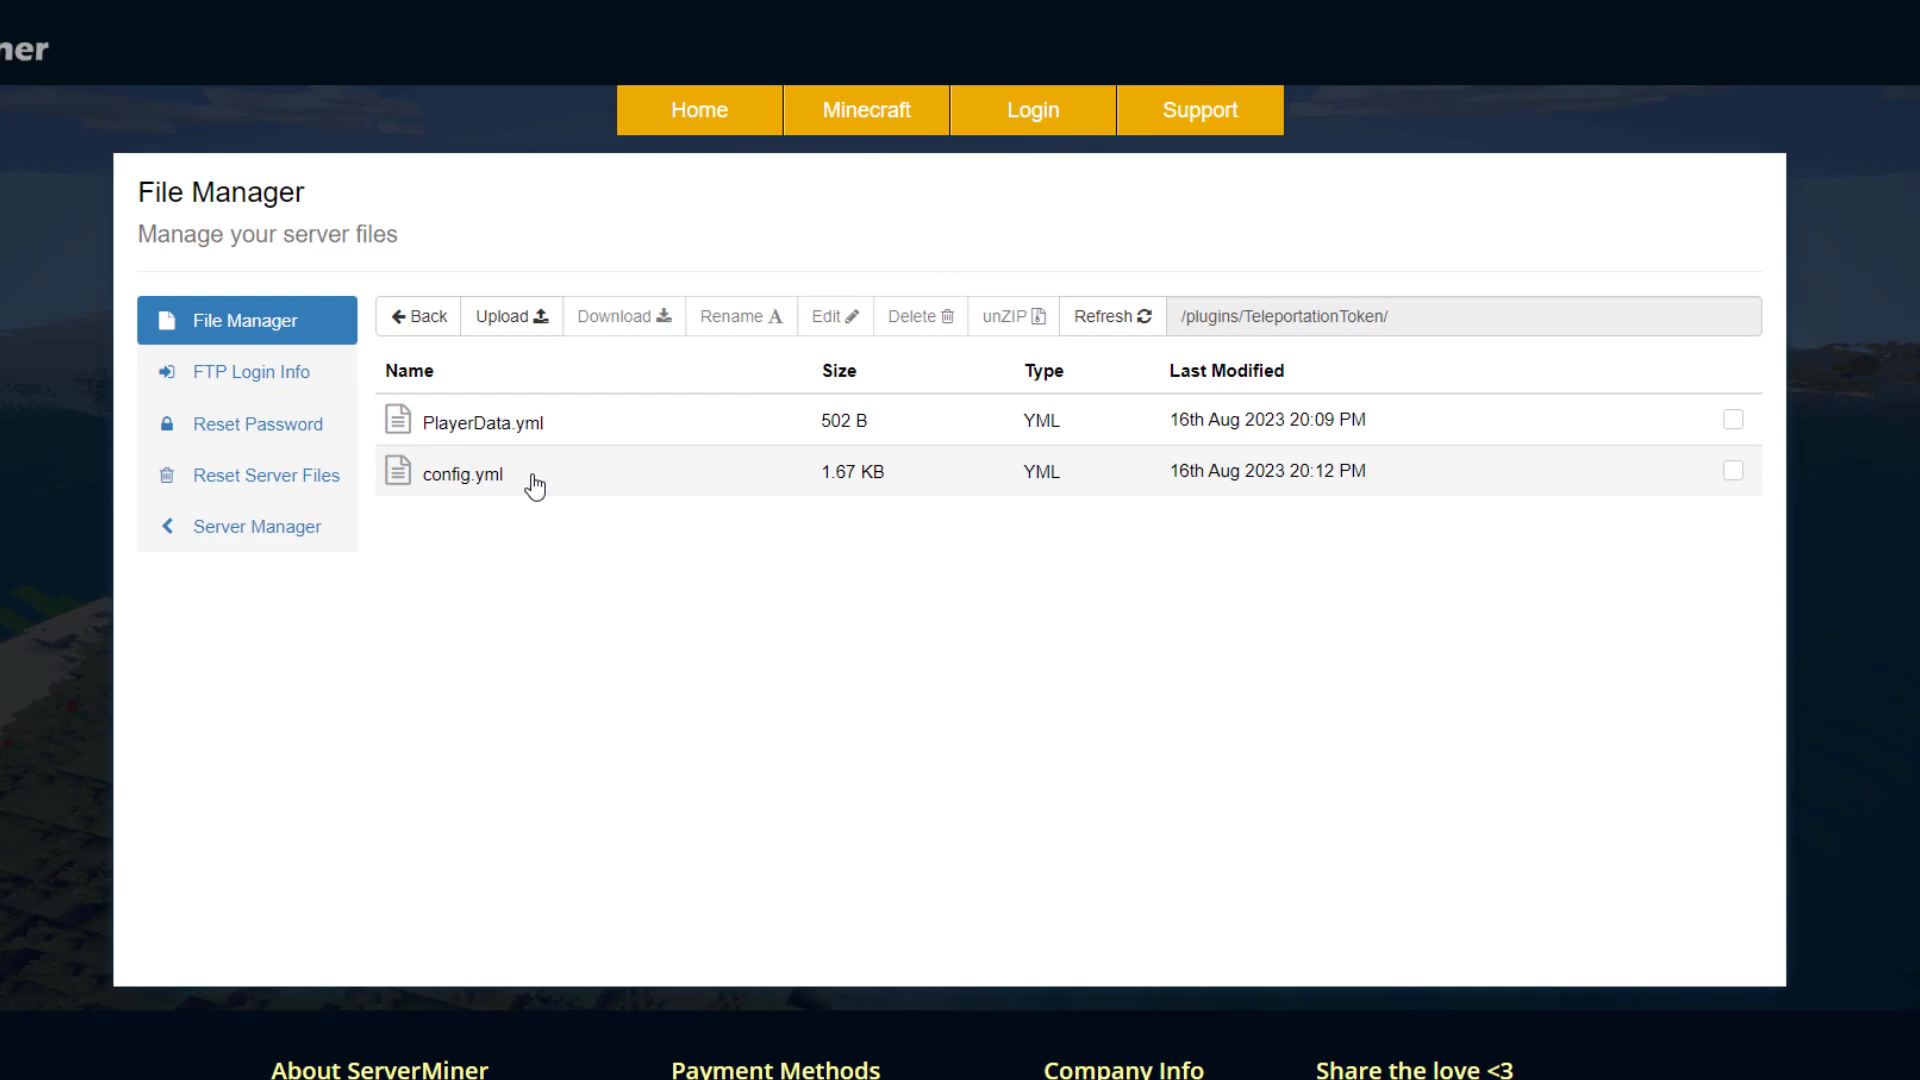 ner
Home Minecraft Login Support
File Manager
Manage your server files
File Manager
FTP Login Info
Reset Password
Reset Server Files
Server Manager
Back Upload Download Rename A Edit Delete unZIP Refresh /plugins/TeleportationToken/
Name Size Type Last Modified
PlayerData.yml 502 B YML 16th Aug 2023 20:09 PM
config.yml 1.67 KB YML 16th Aug 2023 20:12 PM
About ServerMiner Payment Methods Company Info Share the love <3